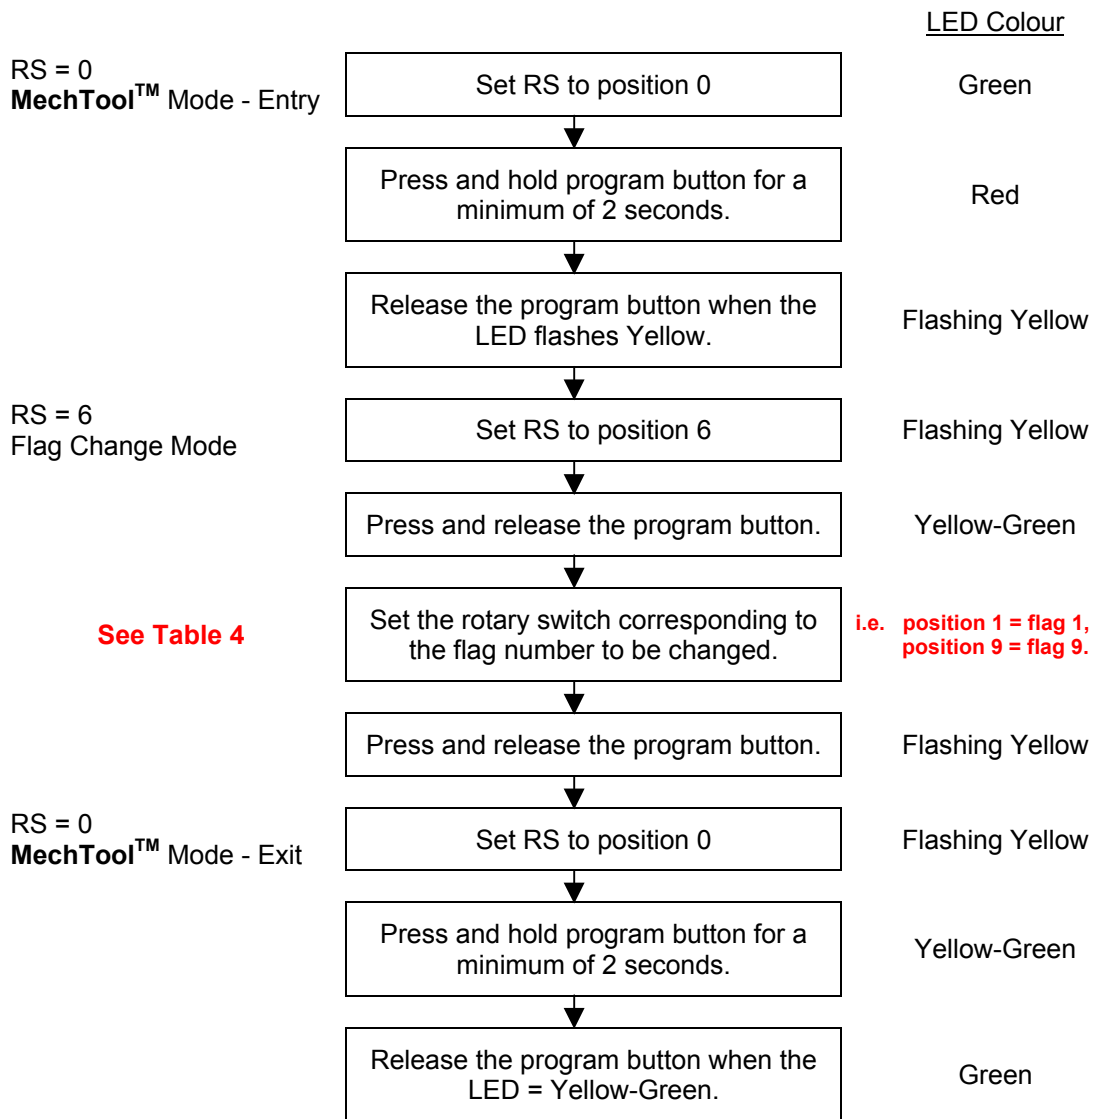 LED Colour
RS = 0
MechTool™ Mode - Entry
Set RS to position 0
Green
Press and hold program button for a
minimum of 2 seconds.
Red
Release the program button when the
LED flashes Yellow.
Flashing Yellow
RS = 6
Flag Change Mode
Set RS to position 6
Flashing Yellow
Press and release the program button.
Yellow-Green
See Table 4
Set the rotary switch corresponding to
the flag number to be changed.
i.e. position 1 = flag 1,
position 9 = flag 9.
Press and release the program button.
Flashing Yellow
RS = 0
MechTool™ Mode - Exit
Set RS to position 0
Flashing Yellow
Press and hold program button for a
minimum of 2 seconds.
Yellow-Green
Release the program button when the
LED = Yellow-Green.
Green